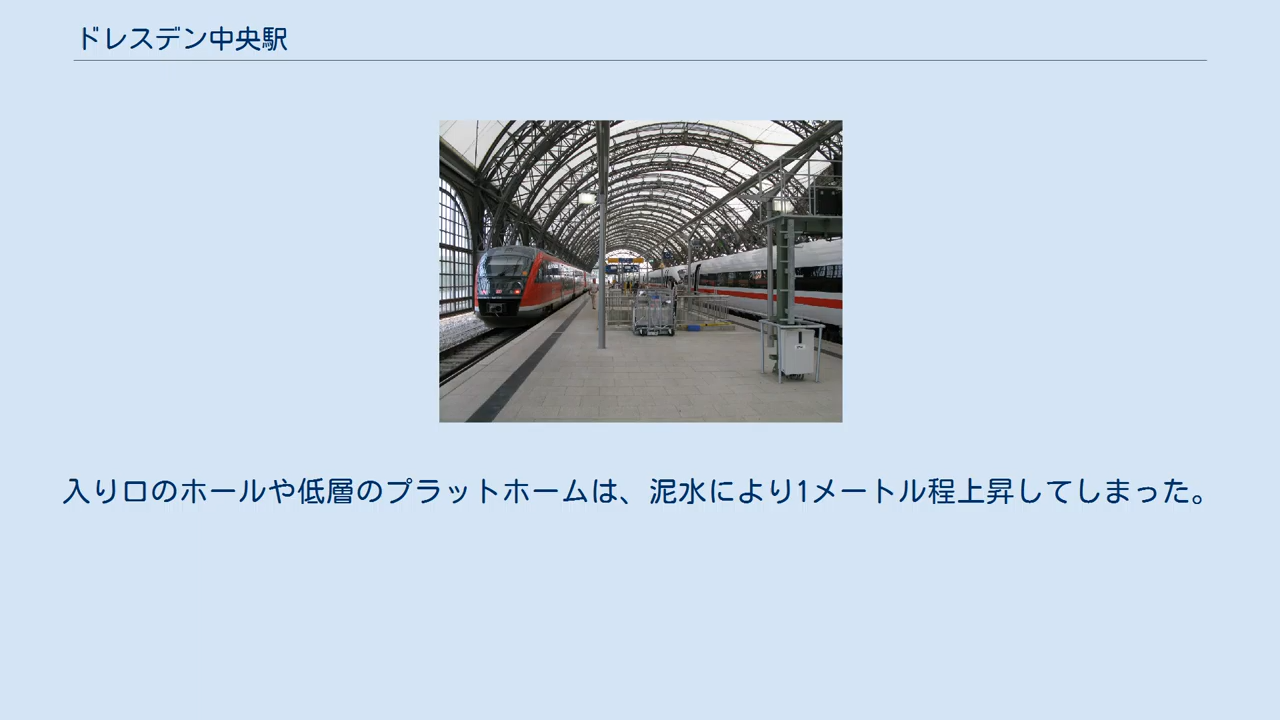 ドレスデン中央駅
入り口のホールや低層のプラットホームは、泥水により1メートル程上昇してしまった。